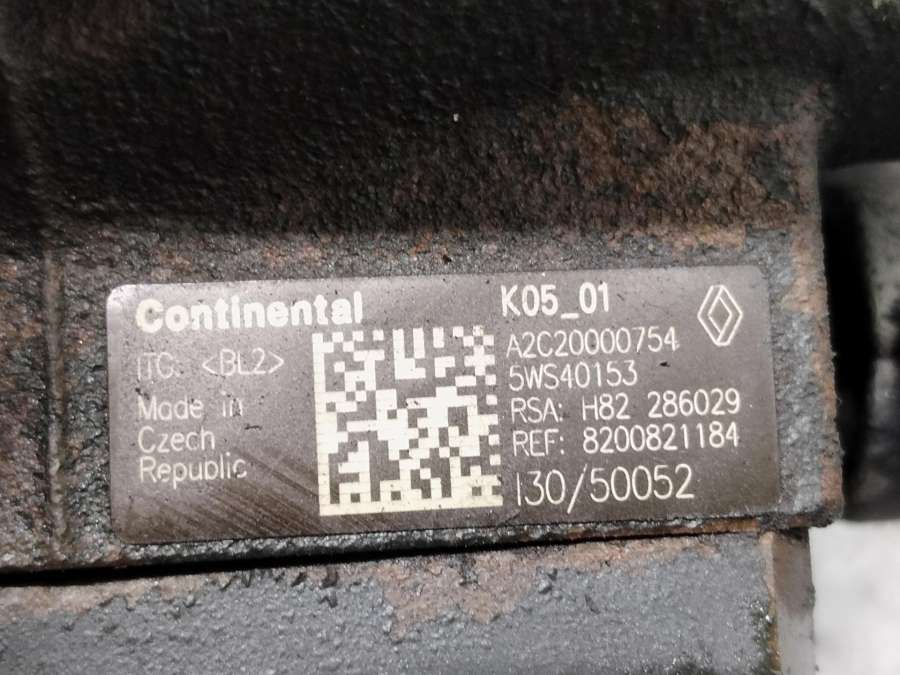 Continental
ITC: <BL2>
Made in
Czech
Republic
K05_01
A2C20000754
5WS40153
RSA: H82 286029
REF: 8200821184
I30/50052